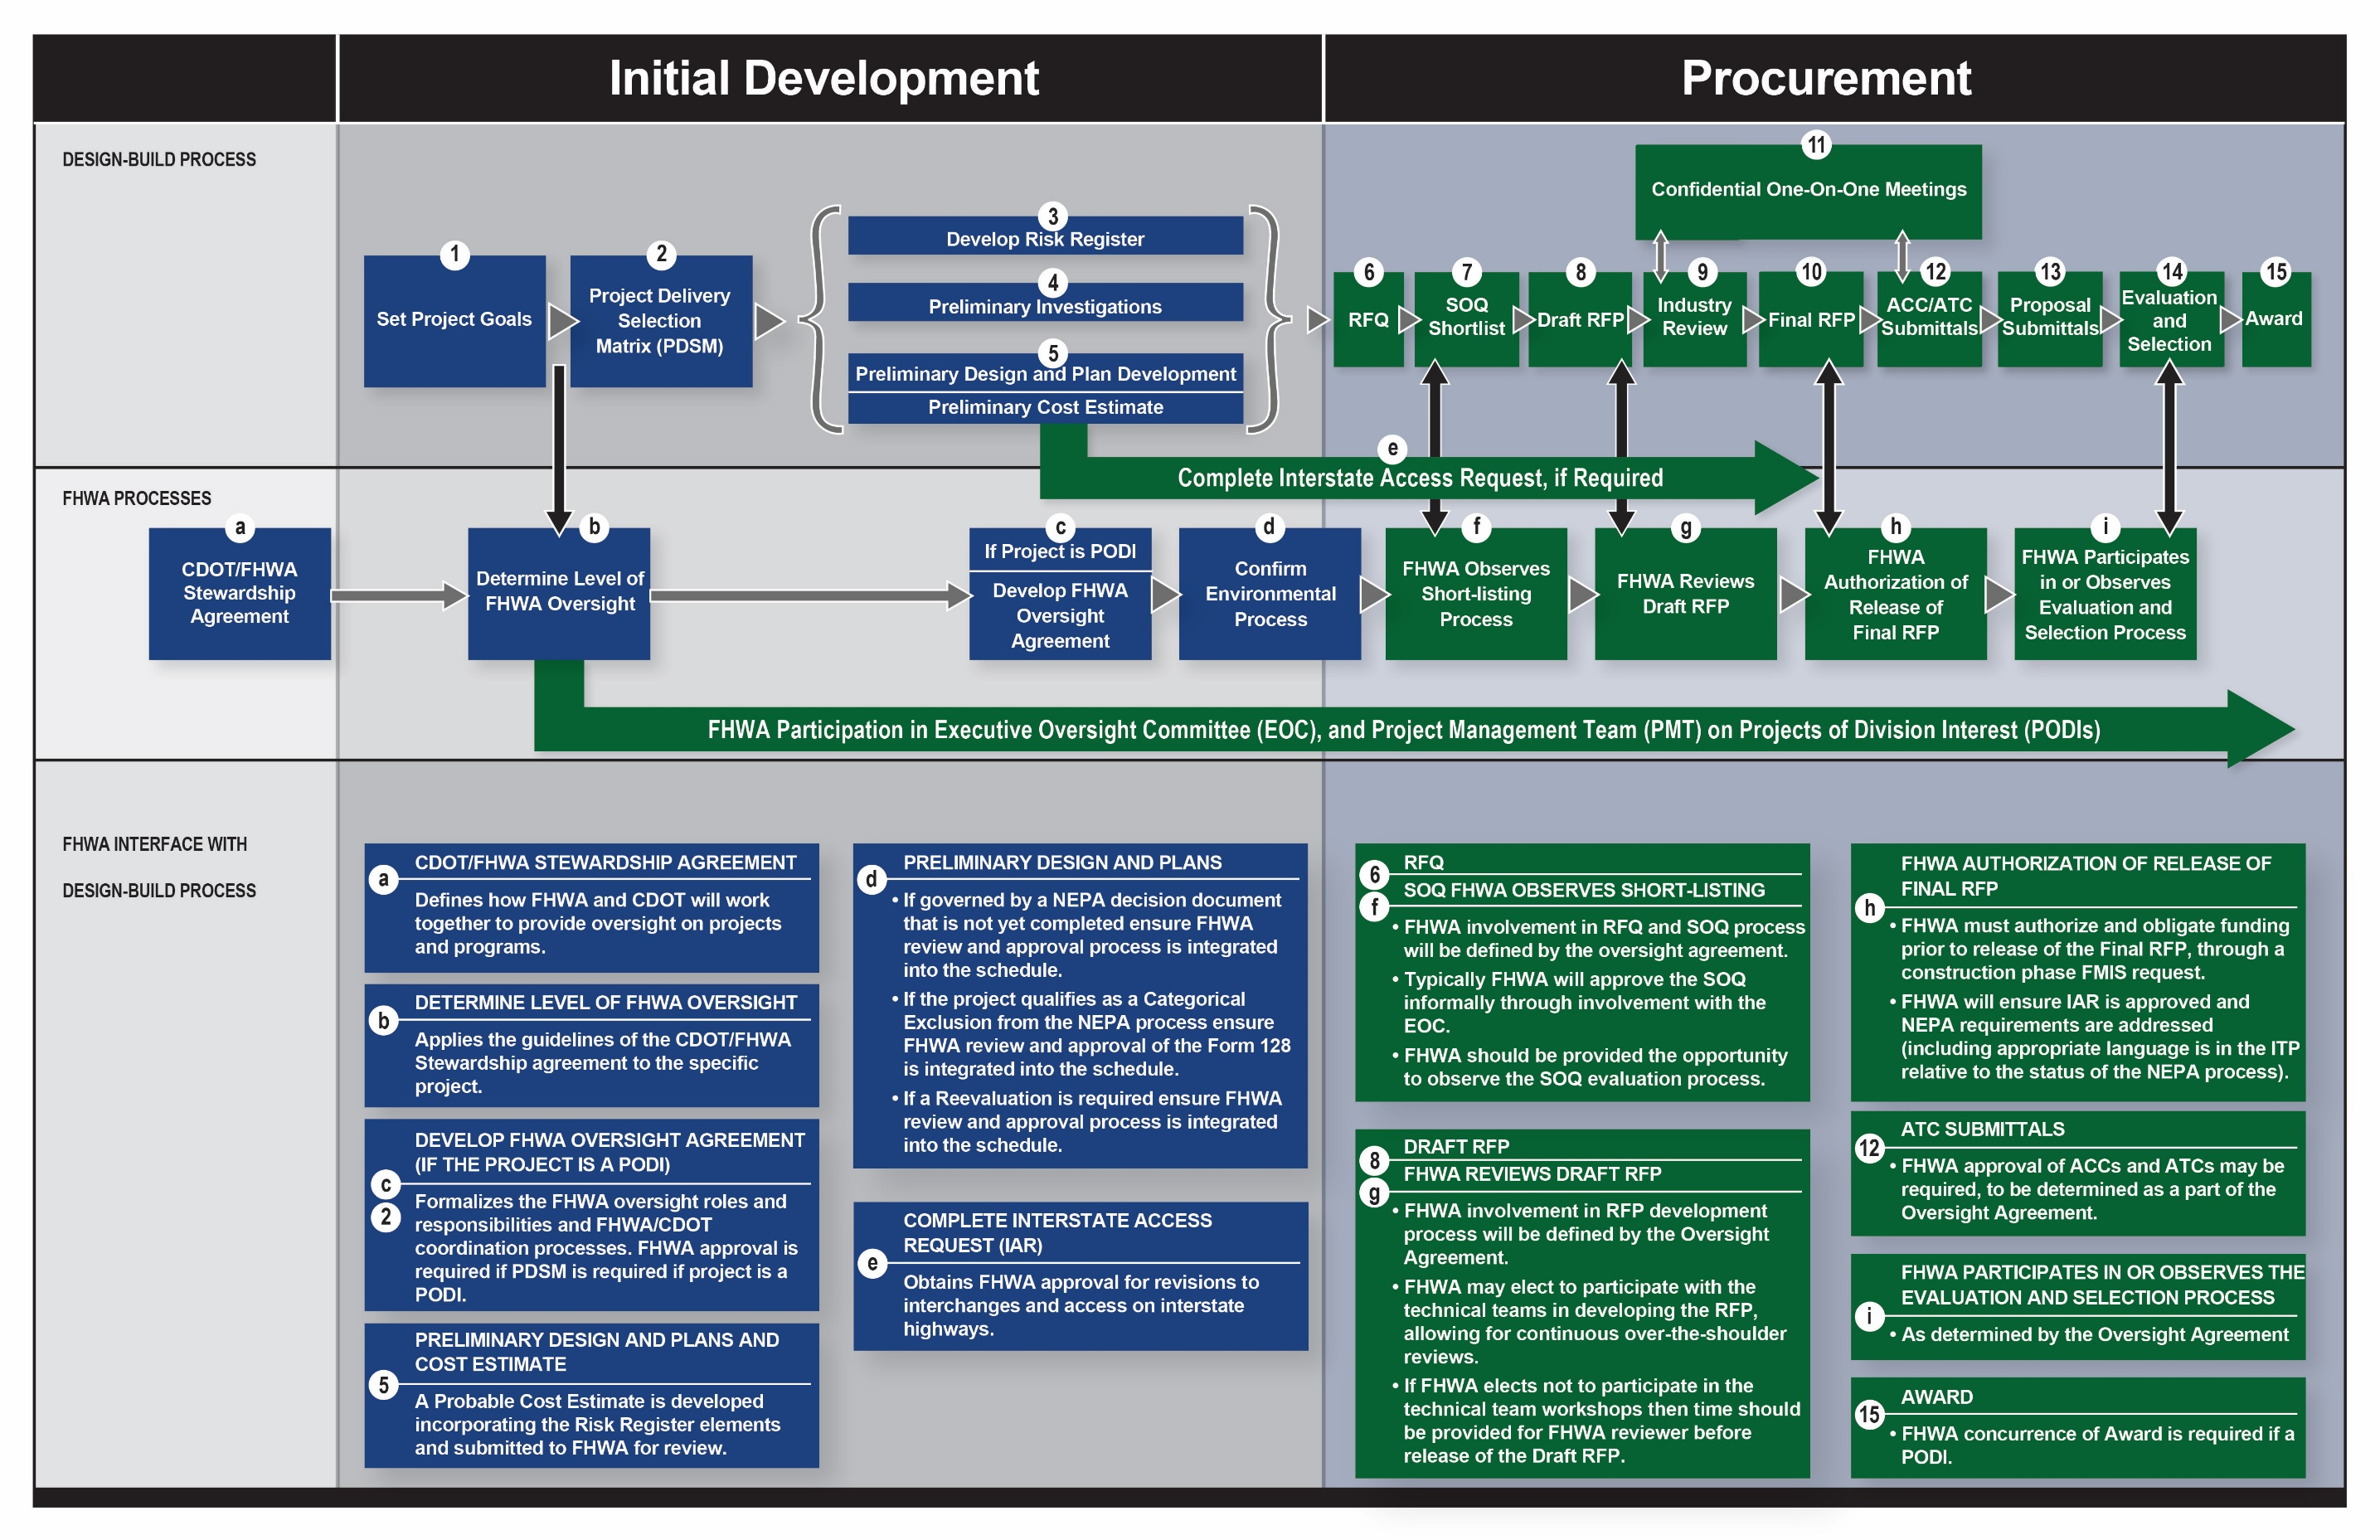 Initial Development
Procurement
DESIGN-BUILD PROCESS
1
Set Project Goals
2
Project Delivery
Selection
Matrix (PDSM)
3
Develop Risk Register
4
Preliminary Investigations
5
Preliminary Design and Plan Development
Preliminary Cost Estimate
11
Confidential One-On-One Meetings
6
RFQ
7
SOQ
Shortlist
8
Draft RFP
9
Industry
Review
10
Final RFP
12
ACC/ATC
Submittals
13
Proposal
Submittals
14
Evaluation
and
Selection
15
Award
e
Complete Interstate Access Request, if Required
FHWA PROCESSES
a
CDOT/FHWA
Stewardship
Agreement
b
Determine Level of
FHWA Oversight
c
If Project is PODI
Develop FHWA
Oversight
Agreement
d
Confirm
Environmental
Process
f
FHWA Observes
Short-listing
Process
g
FHWA Reviews
Draft RFP
h
FHWA
Authorization of
Release of
Final RFP
i
FHWA Participates
in or Observes
Evaluation and
Selection Process
FHWA Participation in Executive Oversight Committee (EOC), and Project Management Team (PMT) on Projects of Division Interest (PODIs)
FHWA INTERFACE WITH
DESIGN-BUILD PROCESS
a
CDOT/FHWA STEWARDSHIP AGREEMENT
Defines how FHWA and CDOT will work
together to provide oversight on projects
and programs.
b
DETERMINE LEVEL OF FHWA OVERSIGHT
Applies the guidelines of the CDOT/FHWA
Stewardship agreement to the specific
project.
c
2
DEVELOP FHWA OVERSIGHT AGREEMENT
(IF THE PROJECT IS A PODI)
Formalizes the FHWA oversight roles and
responsibilities and FHWA/CDOT
coordination processes. FHWA approval is
required if PDSM is required if project is a
PODI.
5
PRELIMINARY DESIGN AND PLANS AND
COST ESTIMATE
A Probable Cost Estimate is developed
incorporating the Risk Register elements
and submitted to FHWA for review.
d
PRELIMINARY DESIGN AND PLANS
• If governed by a NEPA decision document
that is not yet completed ensure FHWA
review and approval process is integrated
into the schedule.
• If the project qualifies as a Categorical
Exclusion from the NEPA process ensure
FHWA review and approval of the Form 128
is integrated into the schedule.
• If a Reevaluation is required ensure FHWA
review and approval process is integrated
into the schedule.
e
COMPLETE INTERSTATE ACCESS
REQUEST (IAR)
Obtains FHWA approval for revisions to
interchanges and access on interstate
highways.
6
RFQ
f
SOQ FHWA OBSERVES SHORT-LISTING
• FHWA involvement in RFQ and SOQ process
will be defined by the oversight agreement.
• Typically FHWA will approve the SOQ
informally through involvement with the
EOC.
• FHWA should be provided the opportunity
to observe the SOQ evaluation process.
8
DRAFT RFP
g
FHWA REVIEWS DRAFT RFP
• FHWA involvement in RFP development
process will be defined by the Oversight
Agreement.
• FHWA may elect to participate with the
technical teams in developing the RFP,
allowing for continuous over-the-shoulder
reviews.
• If FHWA elects not to participate in the
technical team workshops then time should
be provided for FHWA reviewer before
release of the Draft RFP.
h
FHWA AUTHORIZATION OF RELEASE OF
FINAL RFP
• FHWA must authorize and obligate funding
prior to release of the Final RFP, through a
construction phase FMIS request.
• FHWA will ensure IAR is approved and
NEPA requirements are addressed
(including appropriate language is in the ITP
relative to the status of the NEPA process).
12
ATC SUBMITTALS
• FHWA approval of ACCs and ATCs may be
required, to be determined as a part of the
Oversight Agreement.
i
FHWA PARTICIPATES IN OR OBSERVES THE
EVALUATION AND SELECTION PROCESS
• As determined by the Oversight Agreement
15
AWARD
• FHWA concurrence of Award is required if a
PODI.